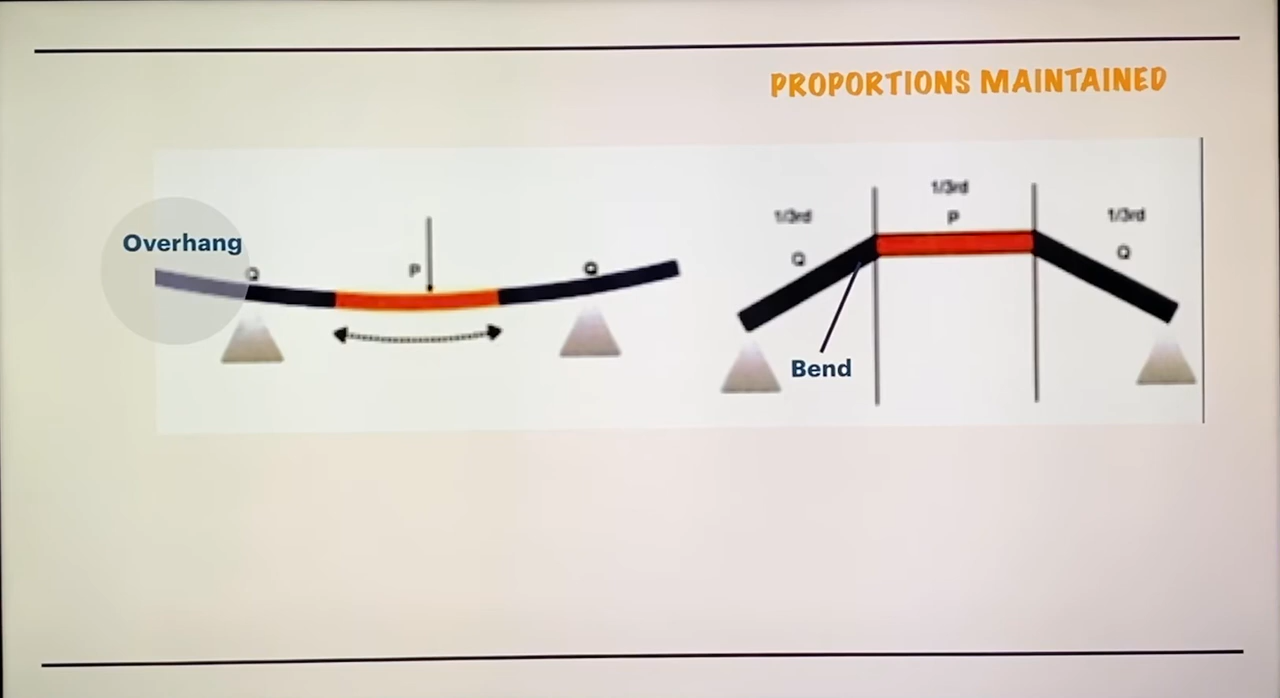 PROPORTIONS MAINTAINED
Overhang
Q
P
Q
1/3rd
Q
1/3rd
P
1/3rd
Q
Bend